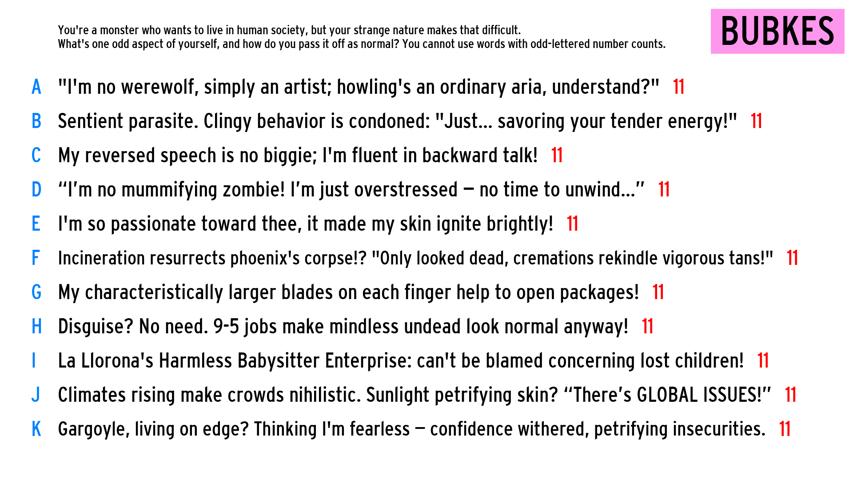 You're a monster who wants to live in human society, but your strange nature makes that difficult.
What's one odd aspect of yourself, and how do you pass it off as normal? You cannot use words with odd-lettered number counts.
BUBKES
A "I'm no werewolf, simply an artist; howling's an ordinary aria, understand?" 11
B Sentient parasite. Clingy behavior is condoned: "Just... savoring your tender energy!" 11
C My reversed speech is no biggie; I'm fluent in backward talk! 11
D “I’m no mummifying zombie! I’m just overstressed – no time to unwind...” 11
E I'm so passionate toward thee, it made my skin ignite brightly! 11
F Incineration resurrects phoenix's corpse!? "Only looked dead, cremations rekindle vigorous tans!" 11
G My characteristically larger blades on each finger help to open packages! 11
H Disguise? No need. 9-5 jobs make mindless undead look normal anyway! 11
I La Llorona's Harmless Babysitter Enterprise: can't be blamed concerning lost children! 11
J Climates rising make crowds nihilistic. Sunlight petrifying skin? “There’s GLOBAL ISSUES!” 11
K Gargoyle, living on edge? Thinking I'm fearless – confidence withered, petrifying insecurities. 11